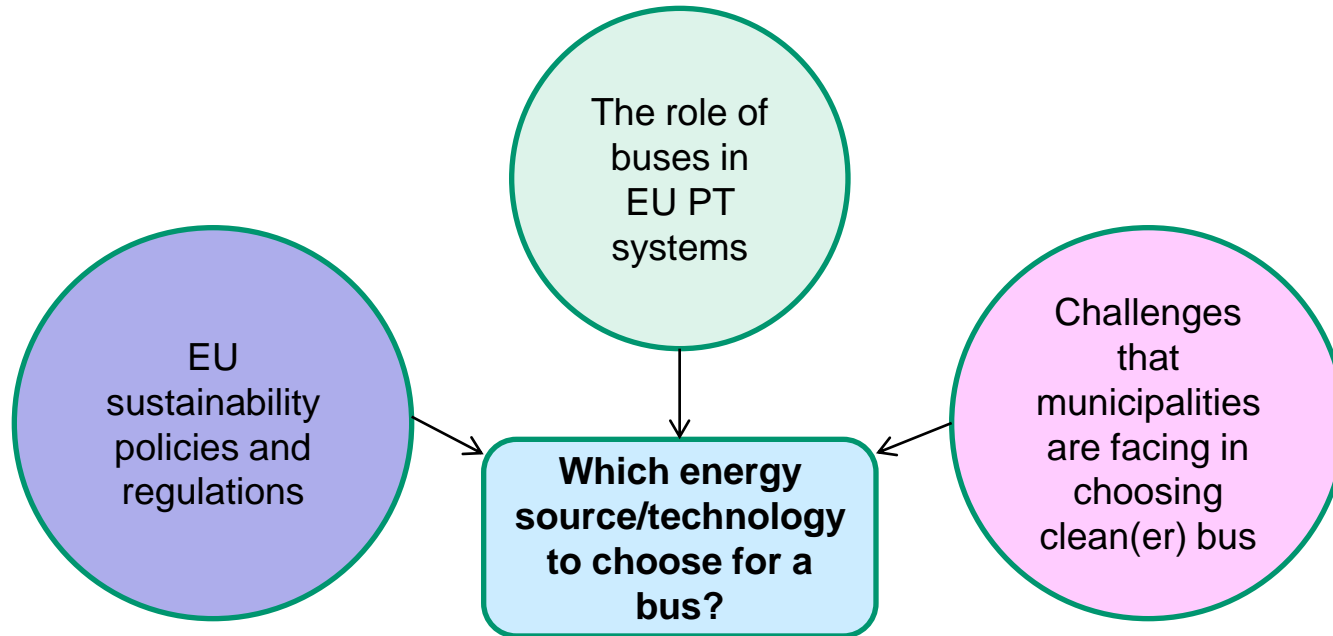 The role of
buses in
EU PT
systems
EU
sustainability
policies and
regulations
Challenges
that
municipalities
are facing in
choosing
clean(er) bus
Which energy
source/technology
to choose for a
bus?